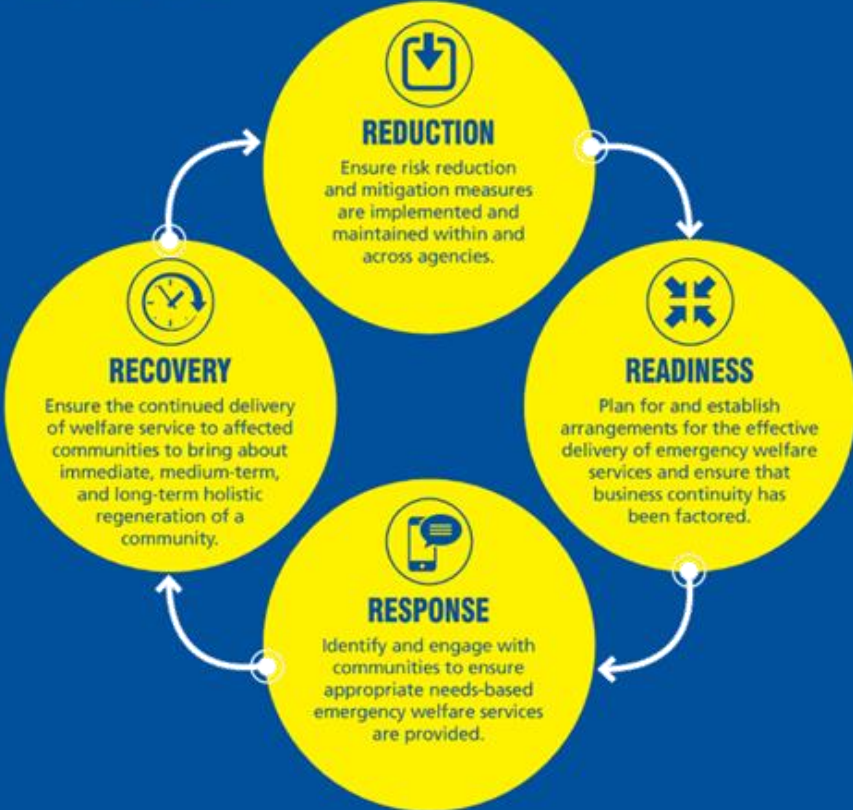 REDUCTION
Ensure risk reduction
and mitigation measures
are implemented and
maintained within and
across agencies.
READINESS
Plan for and establish
arrangements for the effective
delivery of emergency welfare
services and ensure that
business continuity has
been factored.
RESPONSE
Identify and engage with
communities to ensure
appropriate needs-based
emergency welfare services
are provided.
RECOVERY
Ensure the continued delivery
of welfare service to affected
communities to bring about
immediate, medium-term,
and long-term holistic
regeneration of a
community.